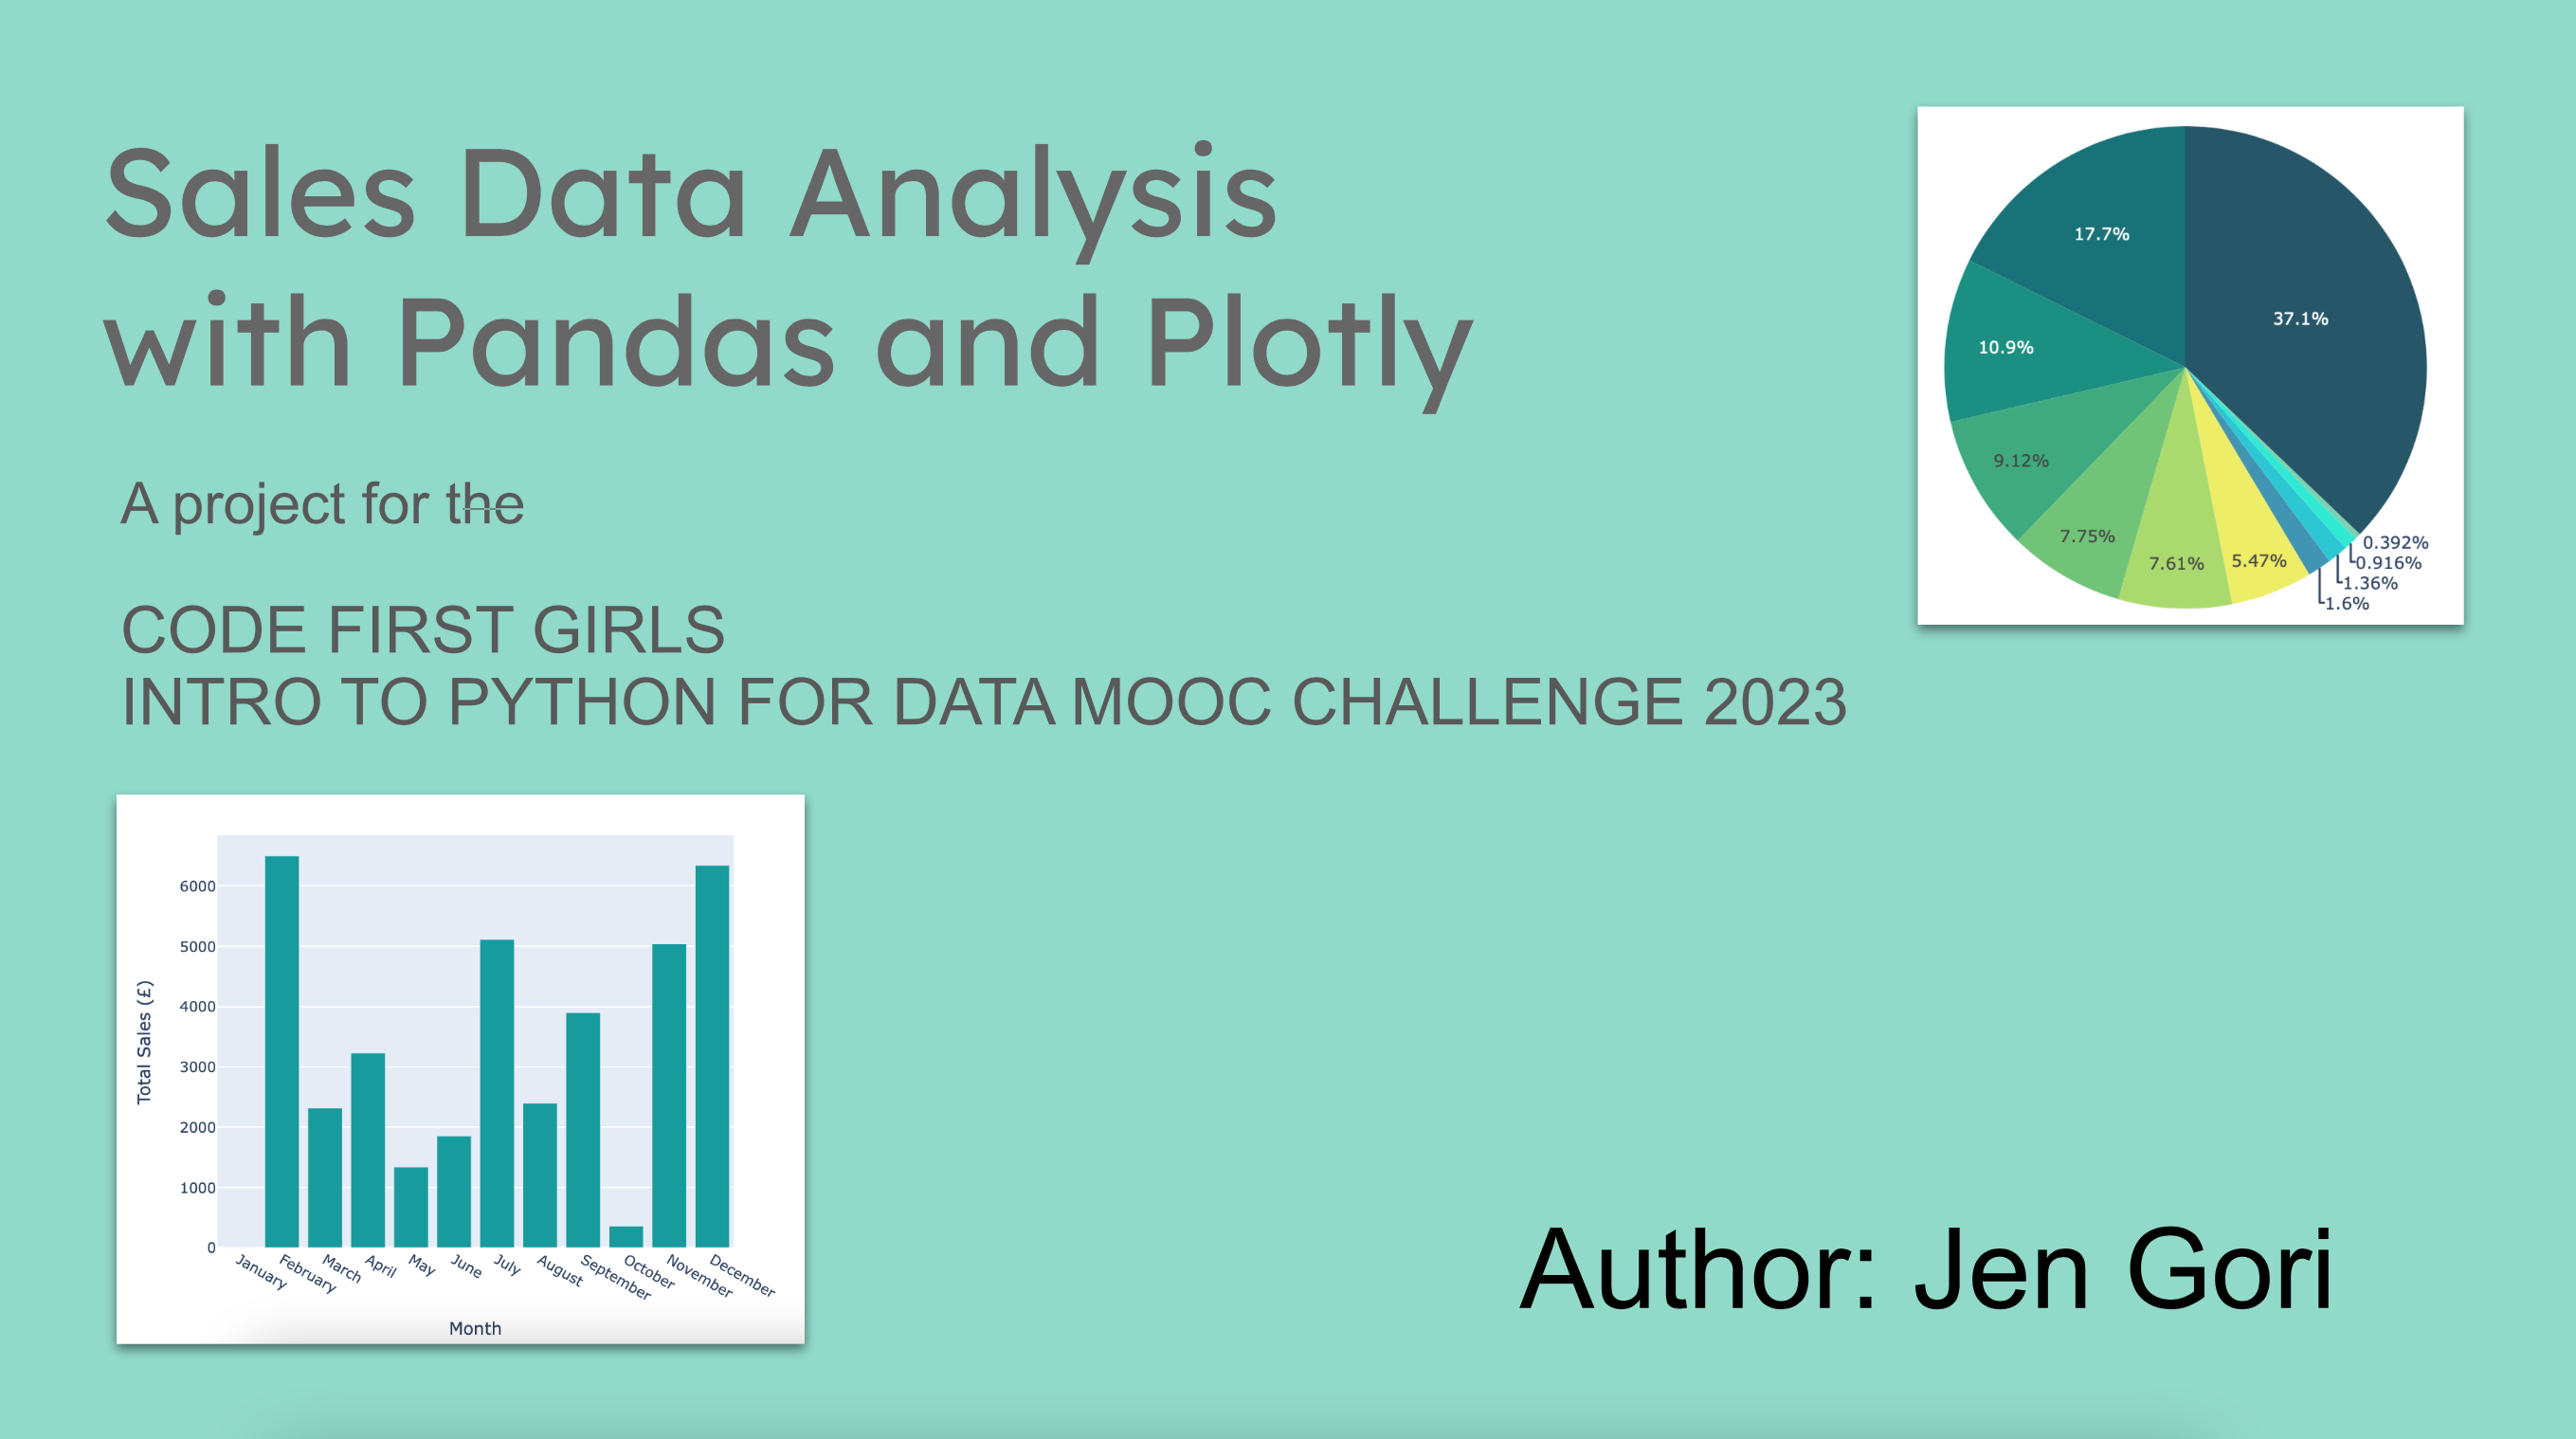 Sales Data Analysis
with Pandas and Plotly
A project for the
CODE FIRST GIRLS
INTRO TO PYTHON FOR DATA MOOC CHALLENGE 2023
17.7%
37.1%
10.9%
9.12%
7.75%
7.61%
5.47%
0.392%
0.916%
1.36%
1.6%
Total Sales (£)
6000
5000
4000
3000
2000
1000
0
January
February
March
April
May
June
July
August
September
October
November
December
Month
Author: Jen Gori